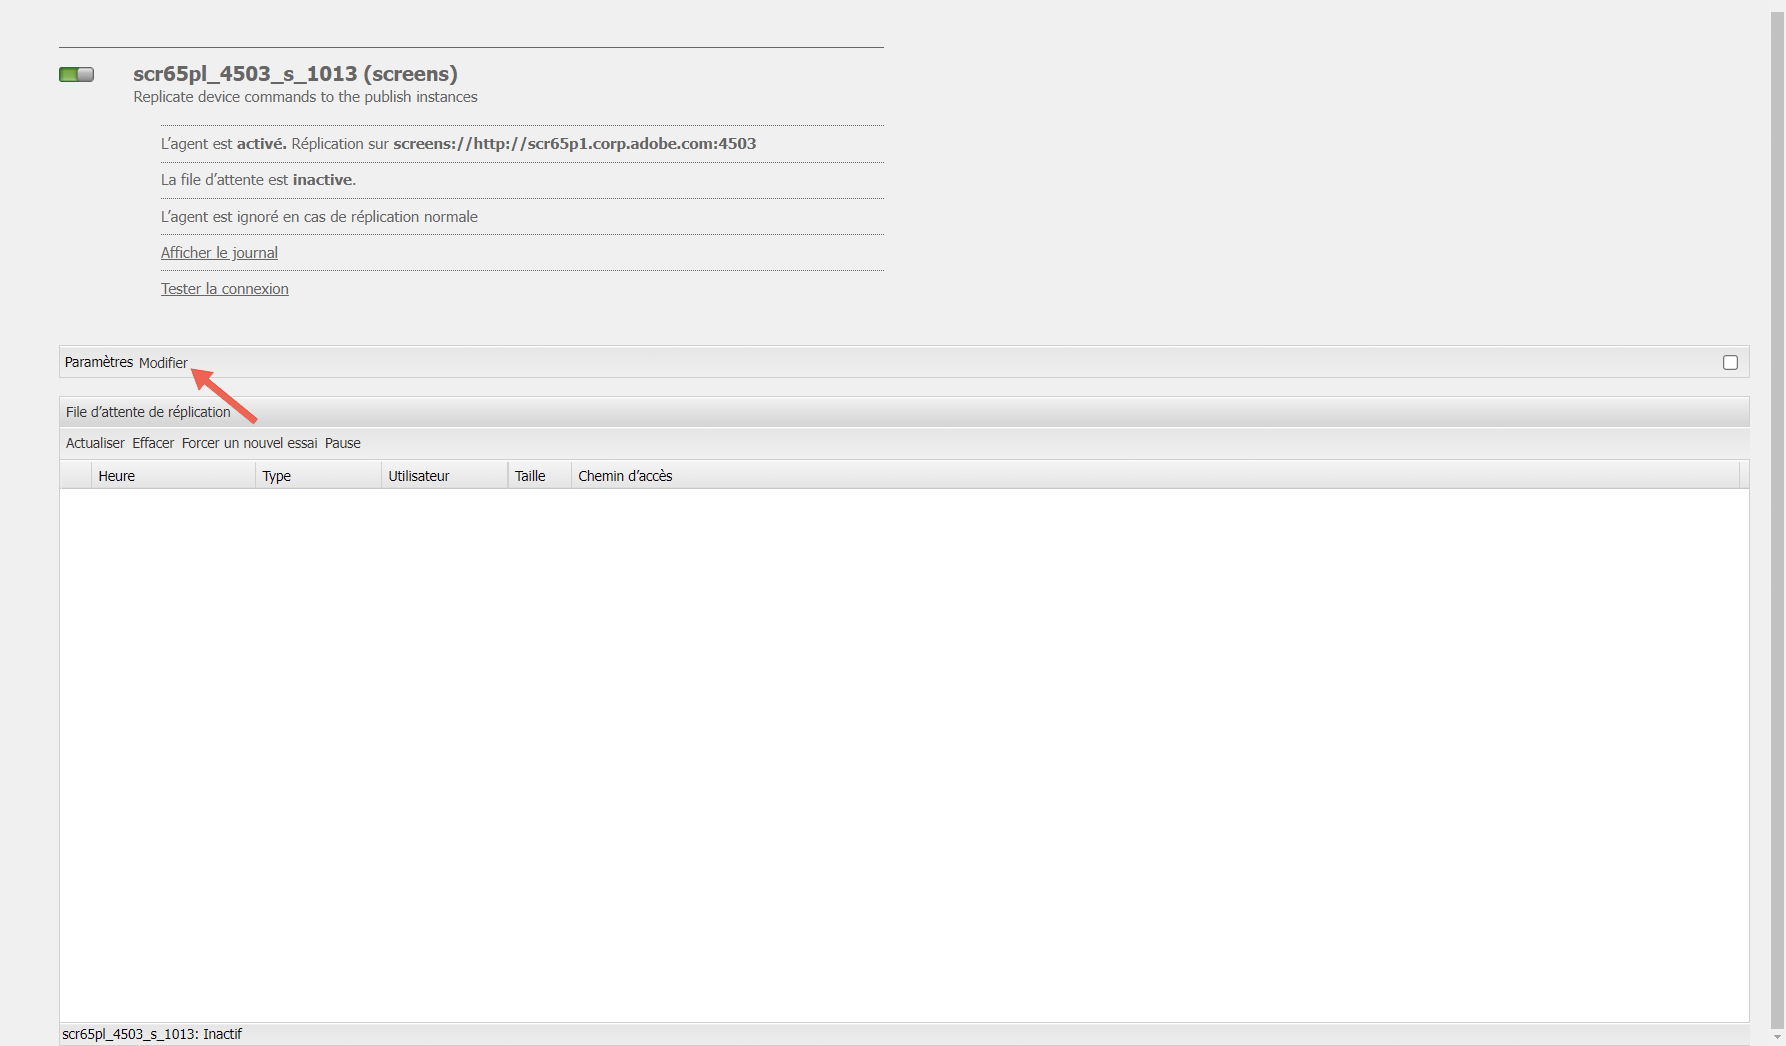 scr65pl_4503_s_1013 (screens)
Replicate device commands to the publish instances
L’agent est activé. Réplication sur screens://http://scr65p1.corp.adobe.com:4503
La file d’attente est inactive.
L’agent est ignoré en cas de réplication normale
Afficher le journal
Tester la connexion
Paramètres Modifier
File d’attente de réplication
Actualiser Effacer Forcer un nouvel essai Pause
Heure Type Utilisateur Taille Chemin d’accès
scr65pl_4503_s_1013: Inactif